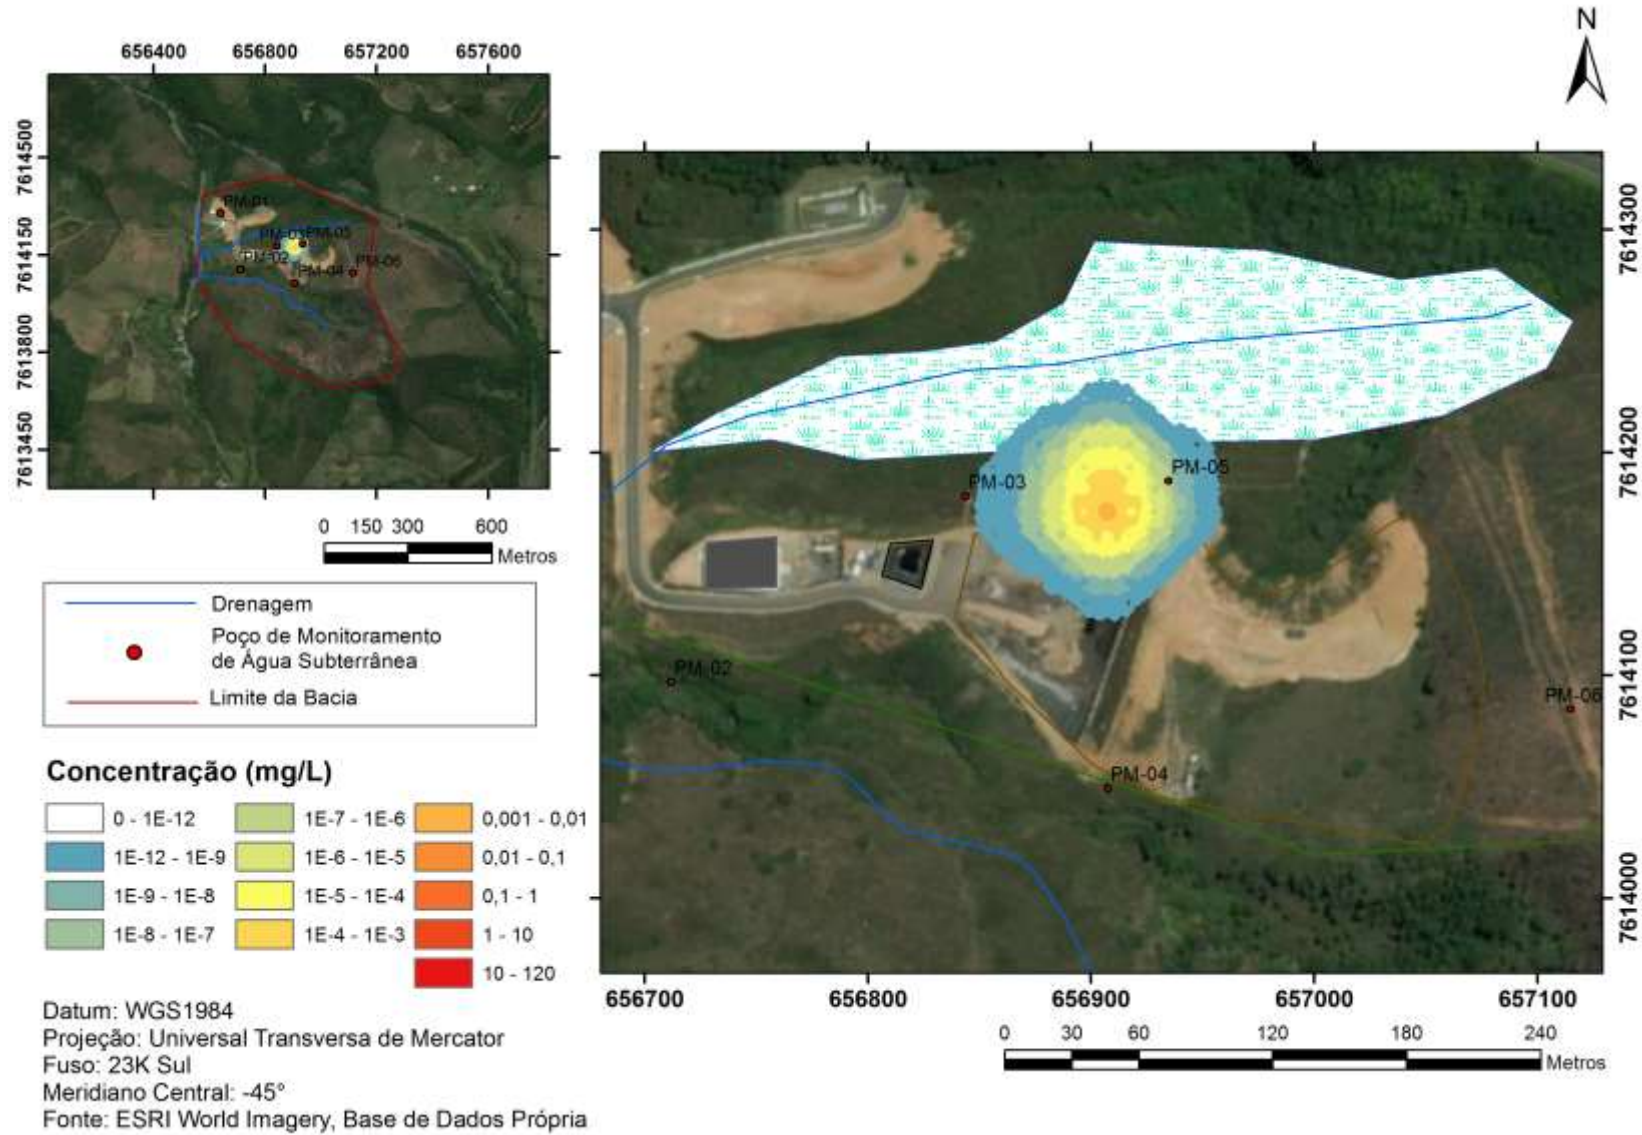 656400 656800 657200 657600
7614500
7614150
7613800
7613450
PM-01
PM-03 PM-05
PM-02
PM-04 PM-06
0 150 300 600
Metros
Drenagem
Poço de Monitoramento
de Água Subterrânea
Limite da Bacia
Concentração (mg/L)
0 - 1E-12 1E-7 - 1E-6 0,001 - 0,01
1E-12 - 1E-9 1E-6 - 1E-5 0,01 - 0,1
1E-9 - 1E-8 1E-5 - 1E-4 0,1 - 1
1E-8 - 1E-7 1E-4 - 1E-3 1 - 10
10 - 120
Datum: WGS1984
Projeção: Universal Transversa de Mercator
Fuso: 23K Sul
Meridiano Central: -45°
Fonte: ESRI World Imagery, Base de Dados Própria
N
7614300
7614200
7614100
7614000
PM-05
PM-03
PM-02
PM-06
PM-04
656700 656800 656900 657000 657100
0 30 60 120 180 240
Metros